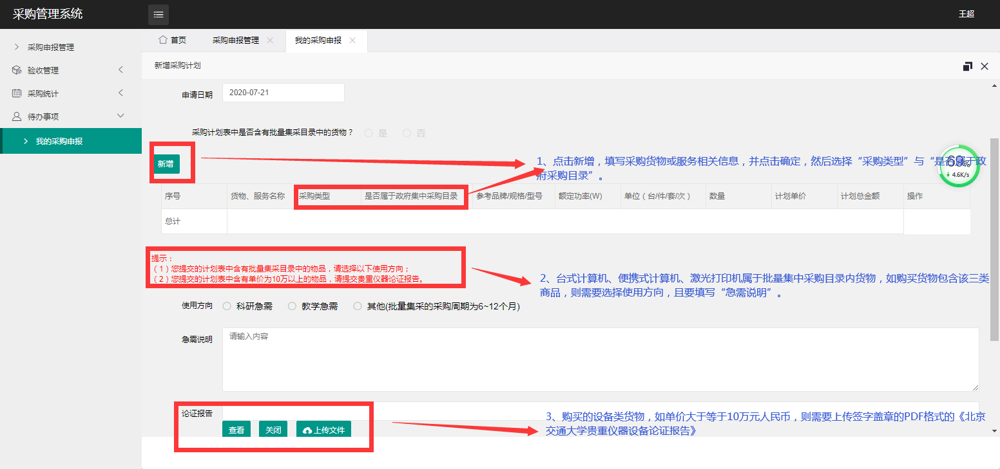 采购管理系统
王超
采购申报管理
验收管理
采购统计
待办事项
我的采购申报
首页
采购申报管理
我的采购申报
新增采购计划
申请日期
2020-07-21
采购计划表中是否含有批量集采目录中的货物？
是
否
新增
1、点击新增，填写采购货物或服务相关信息，并点击确定，然后选择“采购类型”与“是否属于政
府采购目录”。
69%
4.6K/s
序号
货物、服务名称
采购类型
是否属于政府集中采购目录
参考品牌/规格/型号
额定功率(W)
单位（台/件/套/次）
数量
计划单价
计划总金额
操作
总计
提示：
（1）您提交的计划表中含有批量集采目录中的物品，请选择以下使用方向；
（2）您提交的计划表中含有单价为10万以上的物品，请提交贵重仪器论证报告。
2、台式计算机、便携式计算机、激光打印机属于批量集中采购目录内货物，如购买货物包含该三类
商品，则需要选择使用方向，且要填写“急需说明”。
使用方向
科研急需
教学急需
其他(批量集采的采购周期为6~12个月)
急需说明
请输入内容
论证报告
查看
关闭
上传文件
3、购买的设备类货物，如单价大于等于10万元人民币，则需要上传签字盖章的PDF格式的《北京
交通大学贵重仪器设备论证报告》